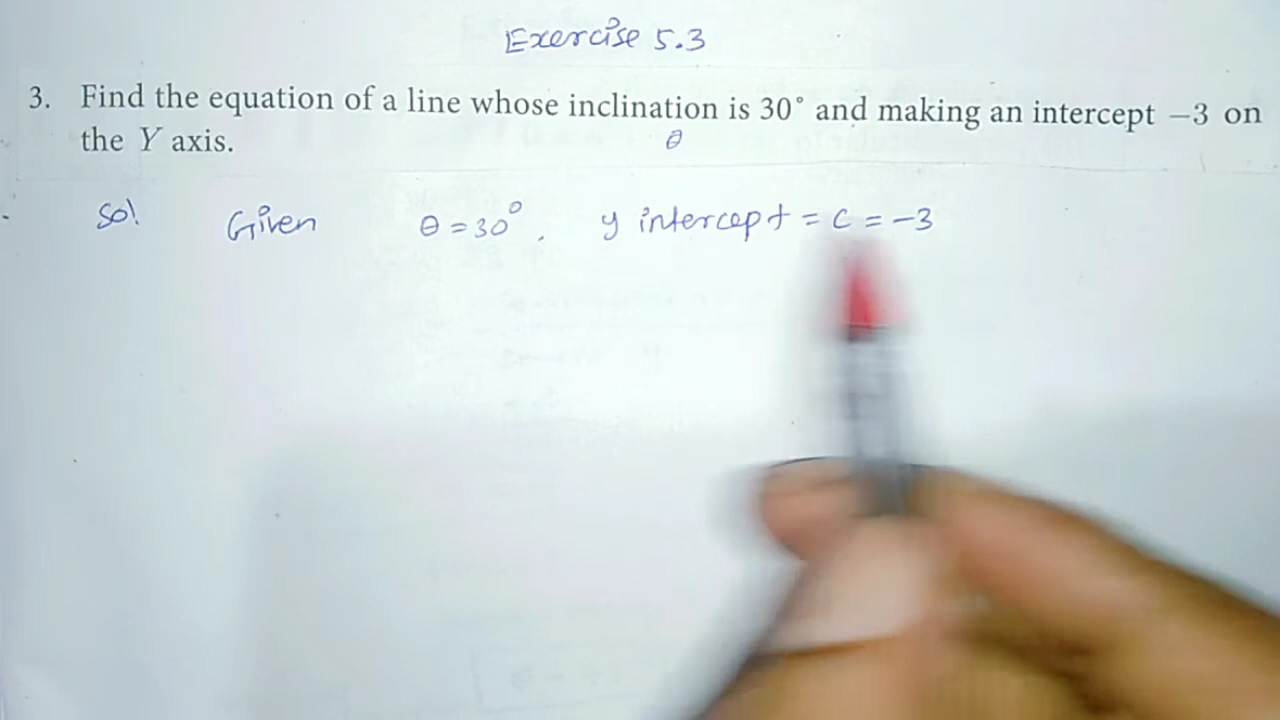 Exercise 5.3
3. Find the equation of a line whose inclination is 30° and making an intercept −3 on
the Y axis.
θ
Sol Given θ = 30°, y intercept = c = −3